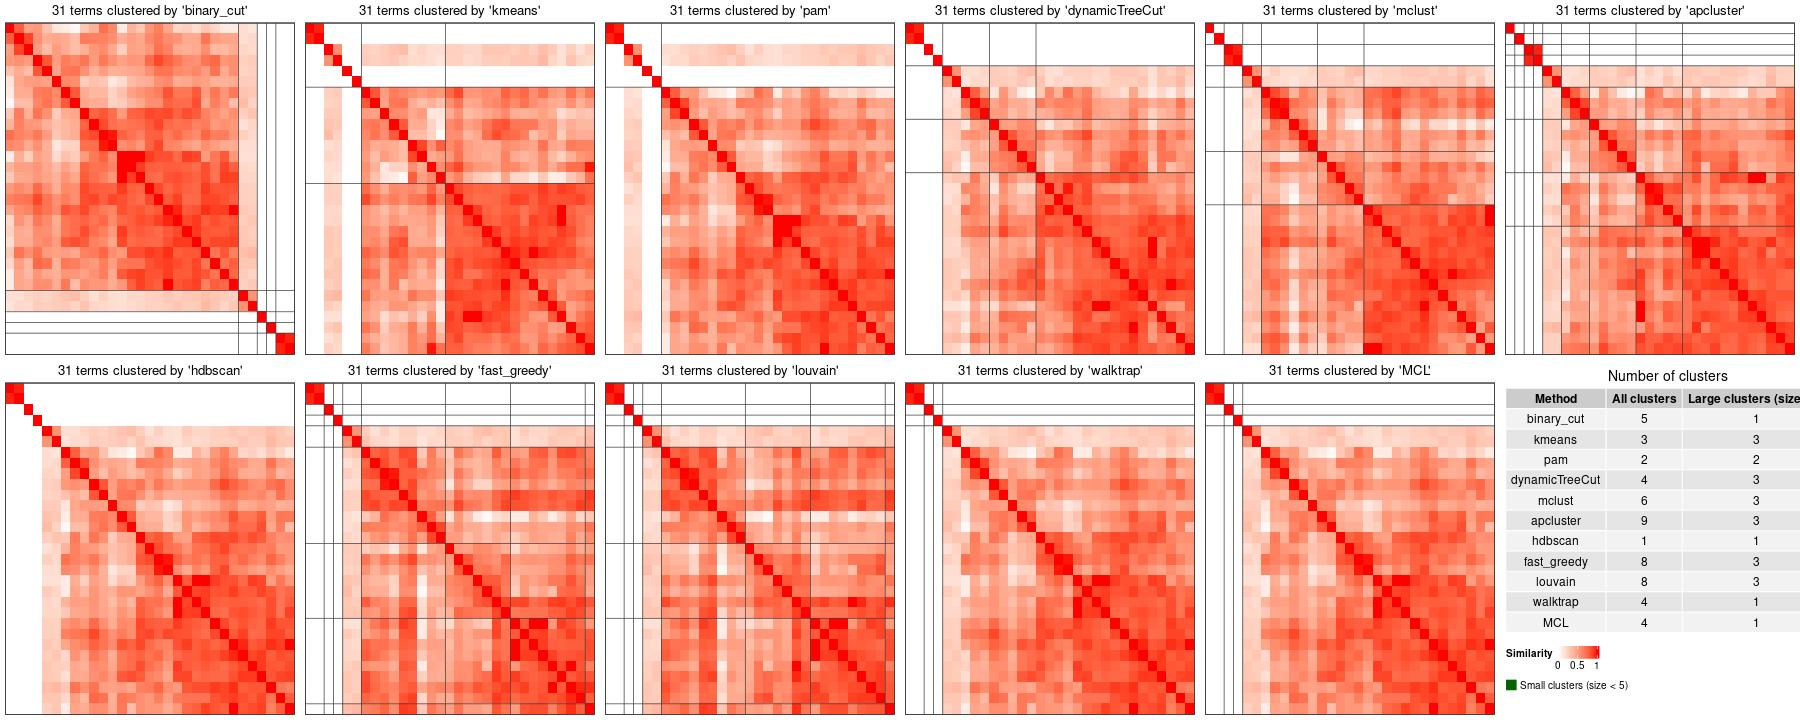 31 terms clustered by 'binary_cut'
31 terms clustered by 'kmeans'
31 terms clustered by 'pam'
31 terms clustered by 'dynamicTreeCut'
31 terms clustered by 'mclust'
31 terms clustered by 'apcluster'
31 terms clustered by 'hdbscan'
31 terms clustered by 'fast_greedy'
31 terms clustered by 'louvain'
31 terms clustered by 'walktrap'
31 terms clustered by 'MCL'
Number of clusters
Method All clusters Large clusters (size
binary_cut 5 1
kmeans 3 3
pam 2 2
dynamicTreeCut 4 3
mclust 6 3
apcluster 9 3
hdbscan 1 1
fast_greedy 8 3
louvain 8 3
walktrap 4 1
MCL 4 1
Similarity
0 0.5 1
Small clusters (size < 5)